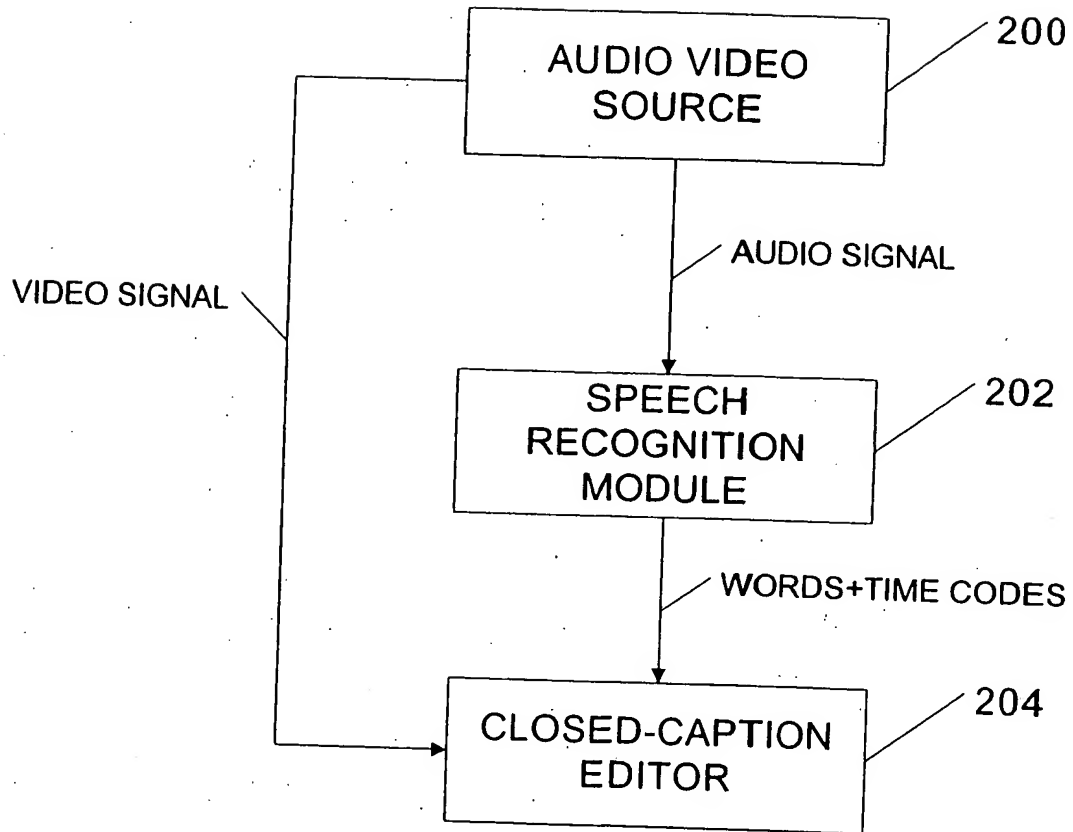 200
AUDIO VIDEO
SOURCE
AUDIO SIGNAL
VIDEO SIGNAL
202
SPEECH
RECOGNITION
MODULE
WORDS+TIME CODES
204
CLOSED-CAPTION
EDITOR